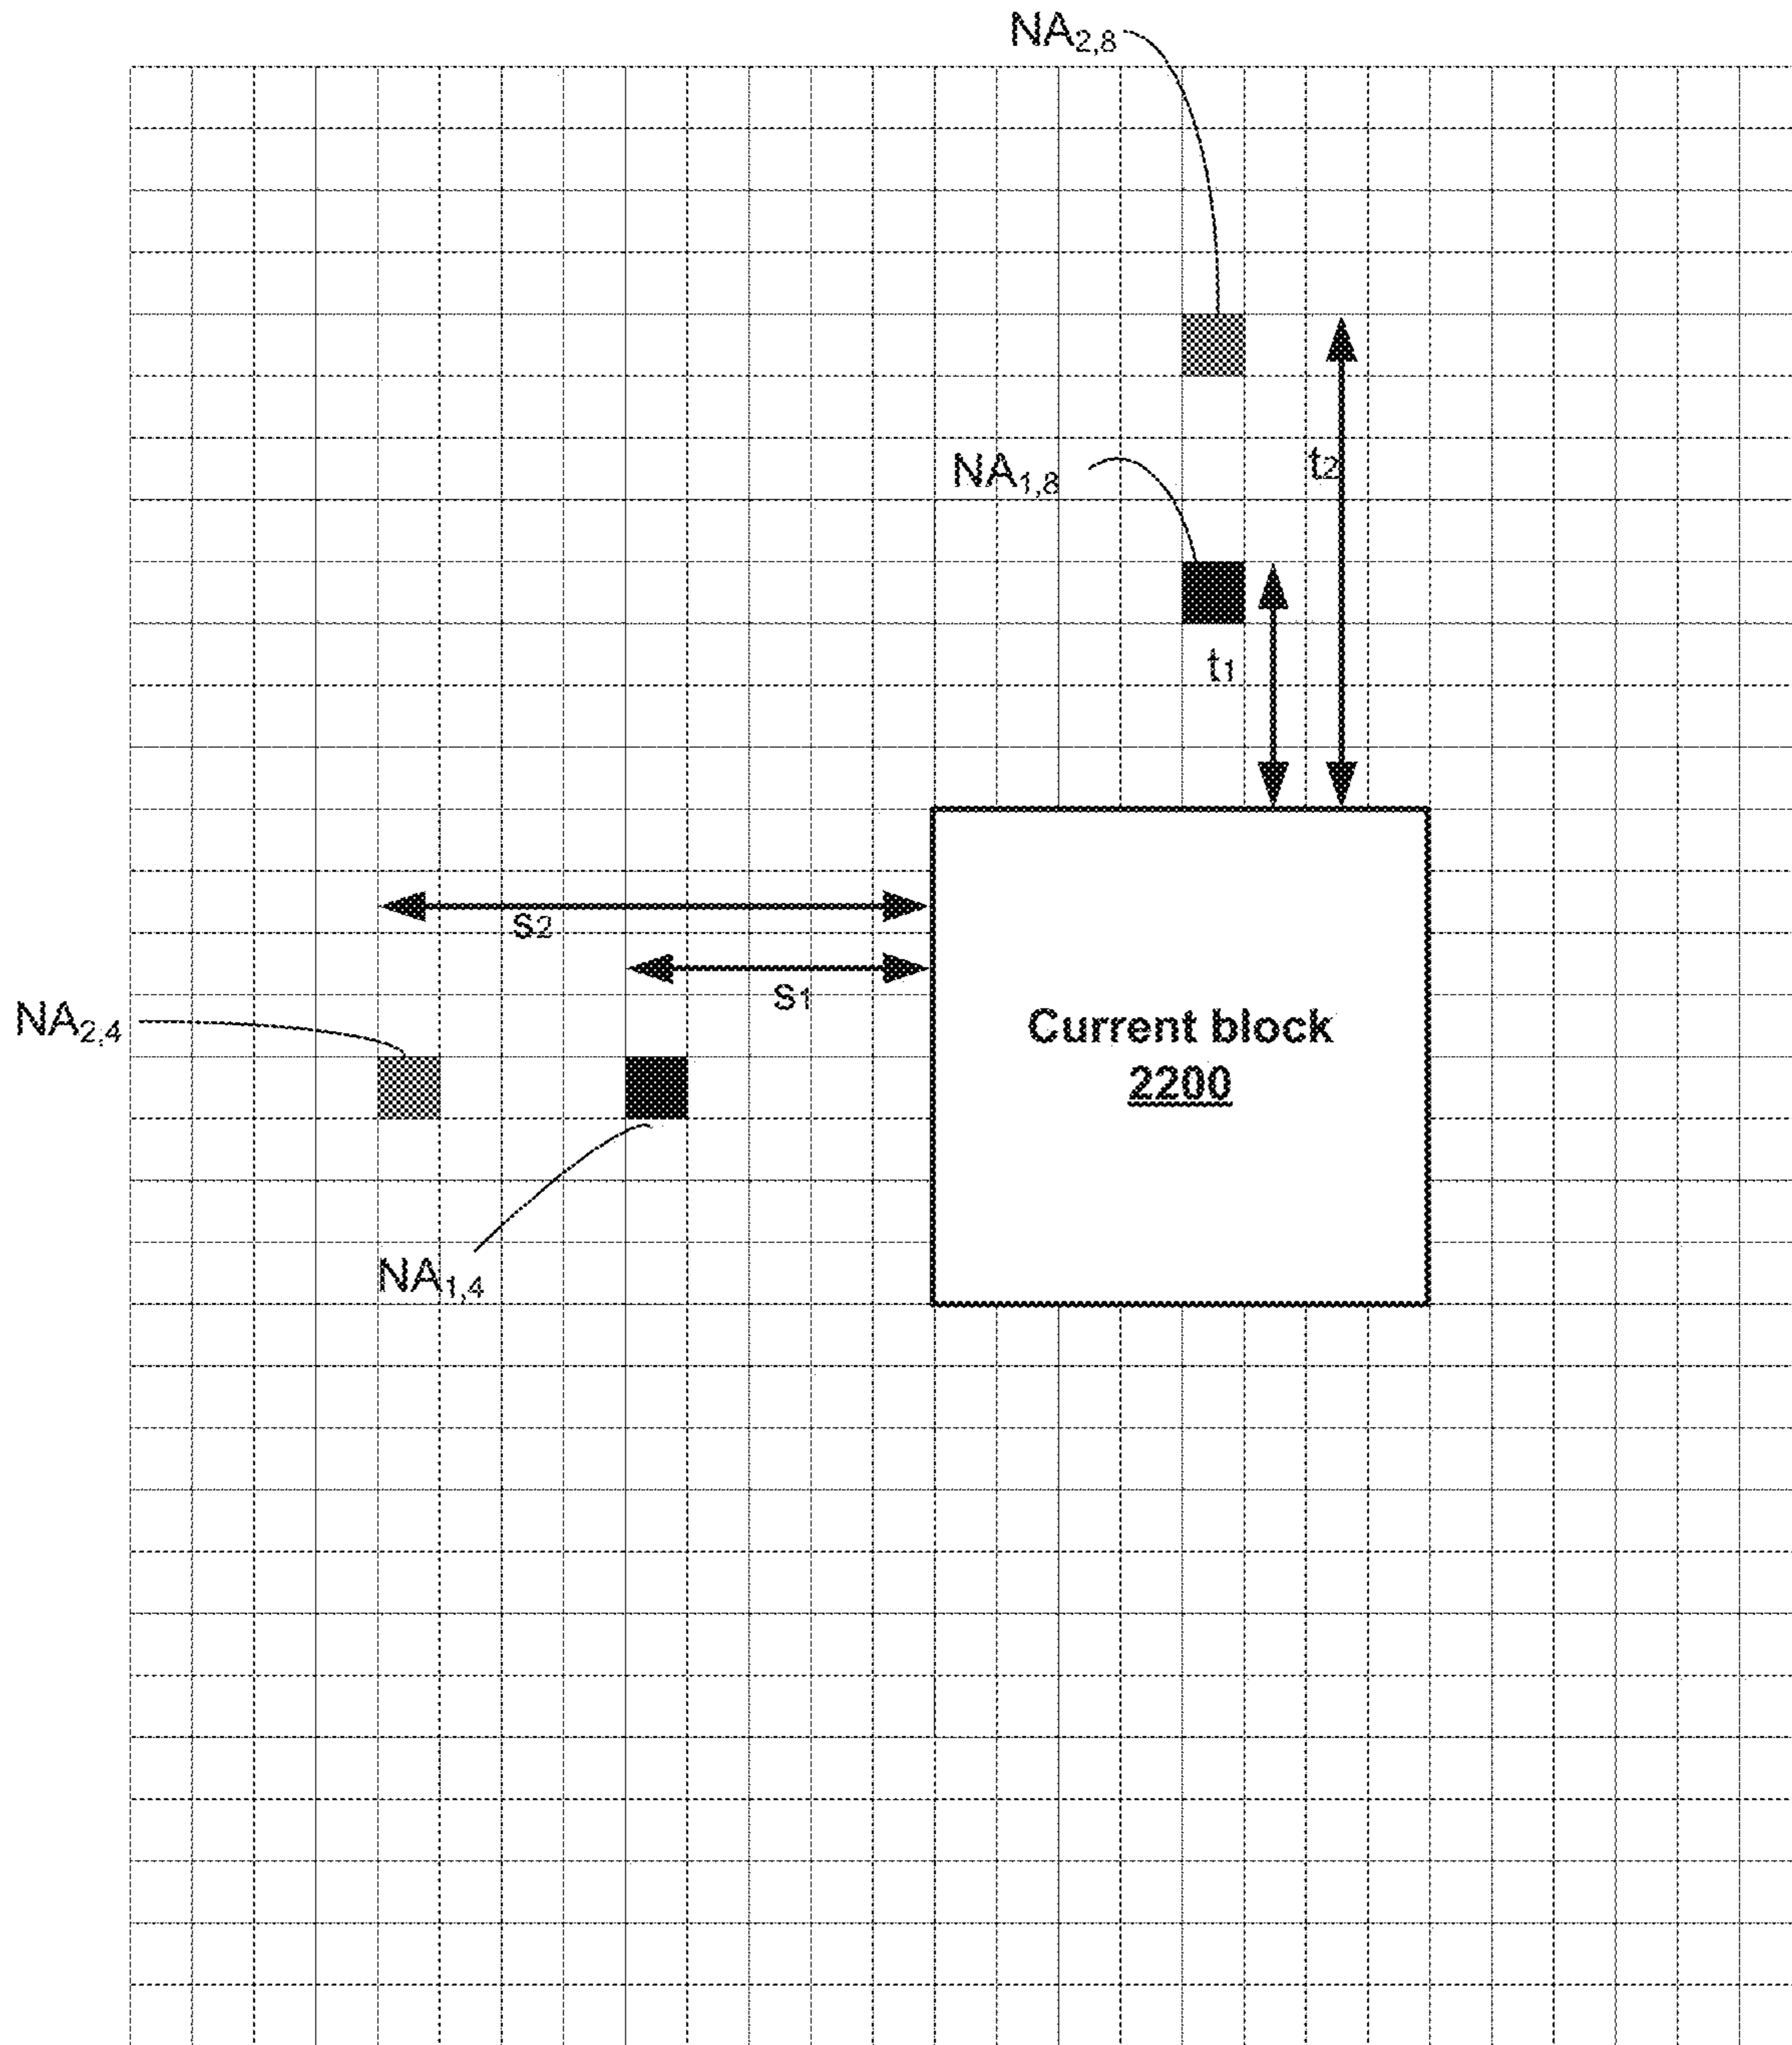 NA2,8
NA1,8
t2
t1
s2
s1
NA2,4
Current block
2200
NA1,4